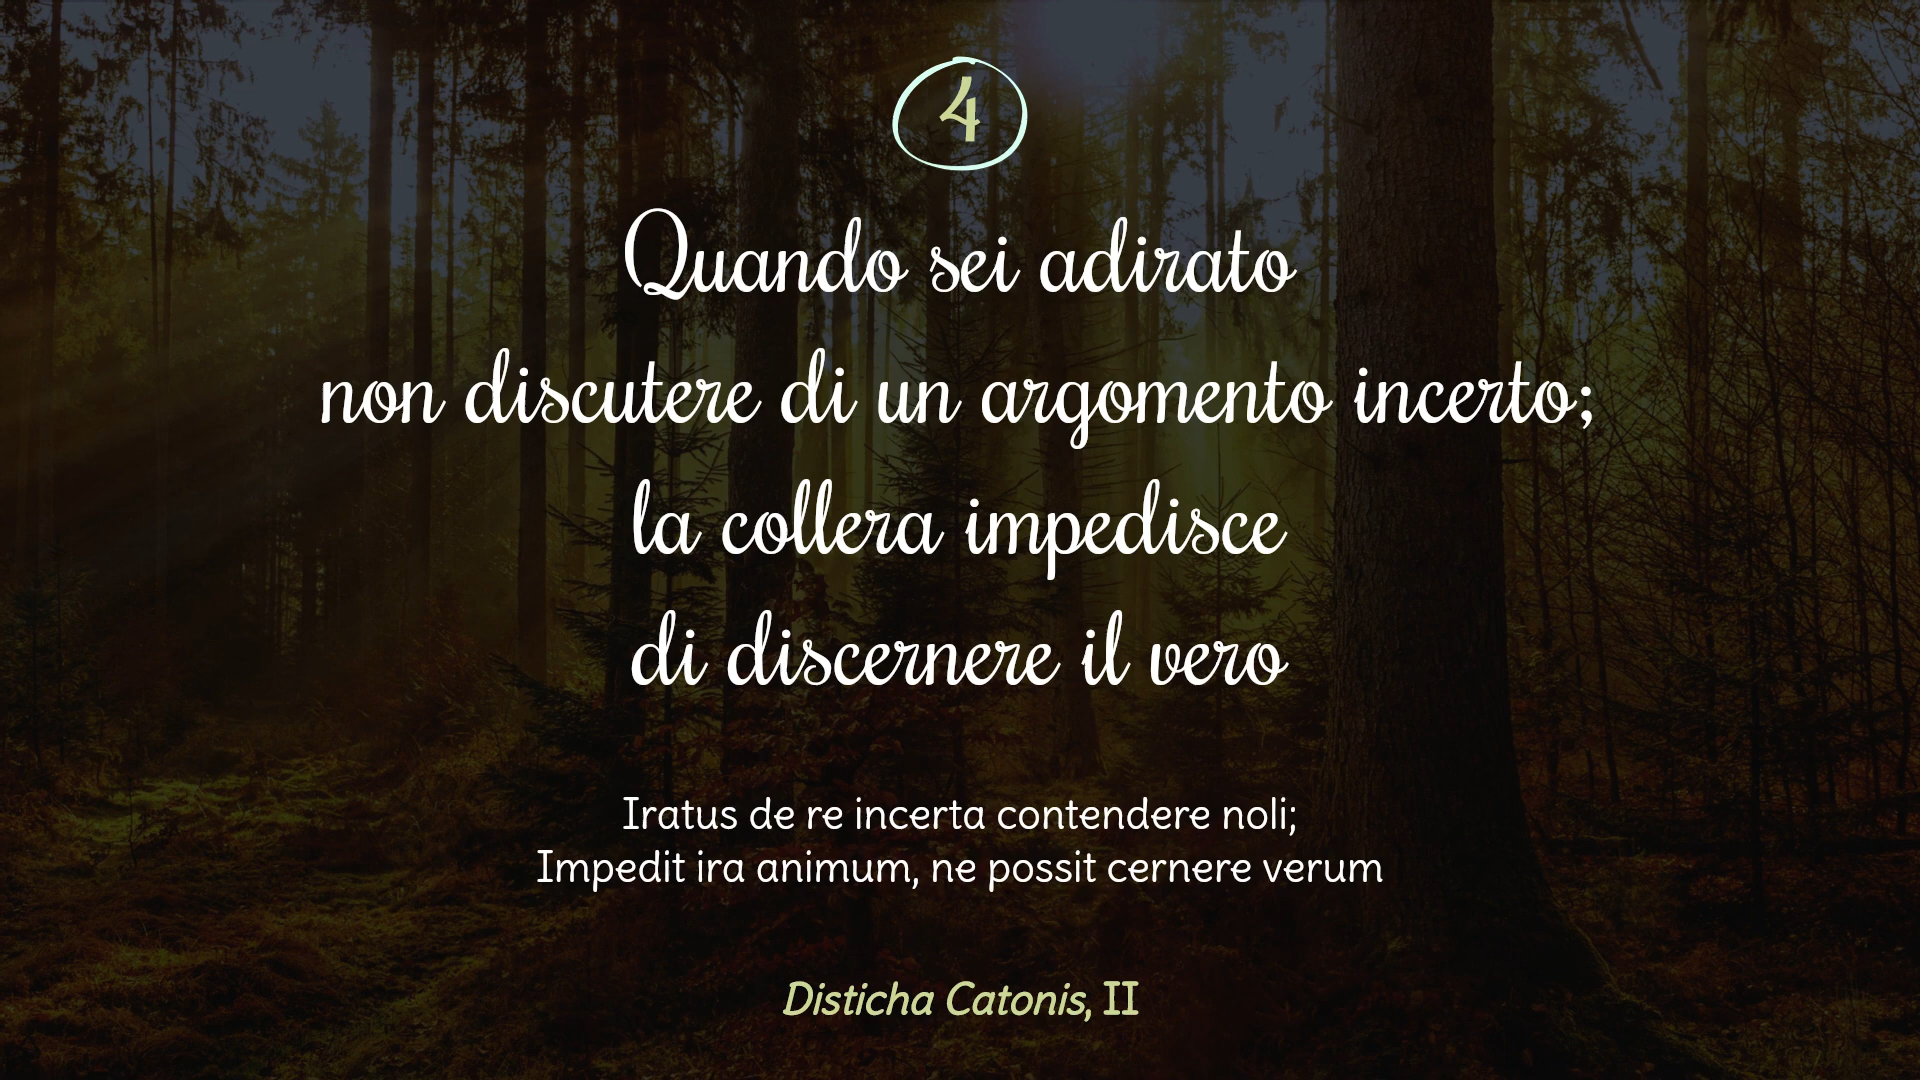 4
Quando sei adirato
non discutere di un argomento incerto;
la collera impedisce
di discernere il vero
Iratus de re incerta contendere noli;
Impedit ira animum, ne possit cernere verum
Disticha Catonis, II